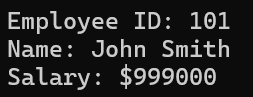 Employee ID: 101
Name: John Smith
Salary: $999000